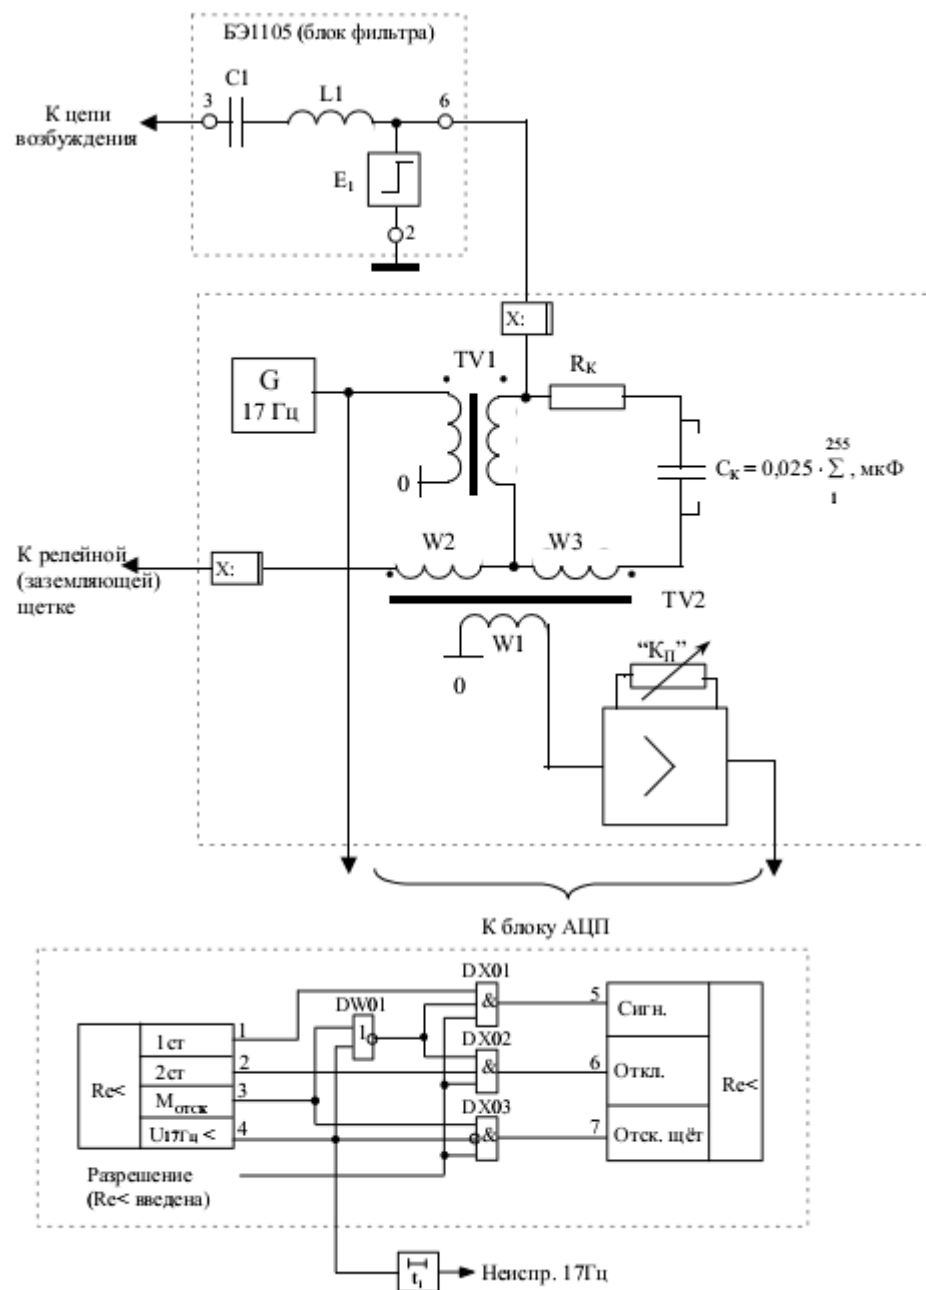 БЭ1105 (блок фильтра)
C1
L1
3
6
К цепи
возбуждения
E1
2
X:
TV1
RК
G
17 Гц
255
CК = 0,025 · Σ , мкФ
1
0
К релейной
(заземляющей)
щетке
X:
W2
W3
TV2
W1
0
“КП”
К блоку АЦП
DX01
DW01
&
5
Сигн.
1
1ст
1
DX02
2ст
2
&
6
Откл.
Re<
Re<
Mотск
3
DX03
U17Гц <
4
&
7
Отск. щёт
Разрешение
(Re< введена)
t1
Неиспр. 17Гц